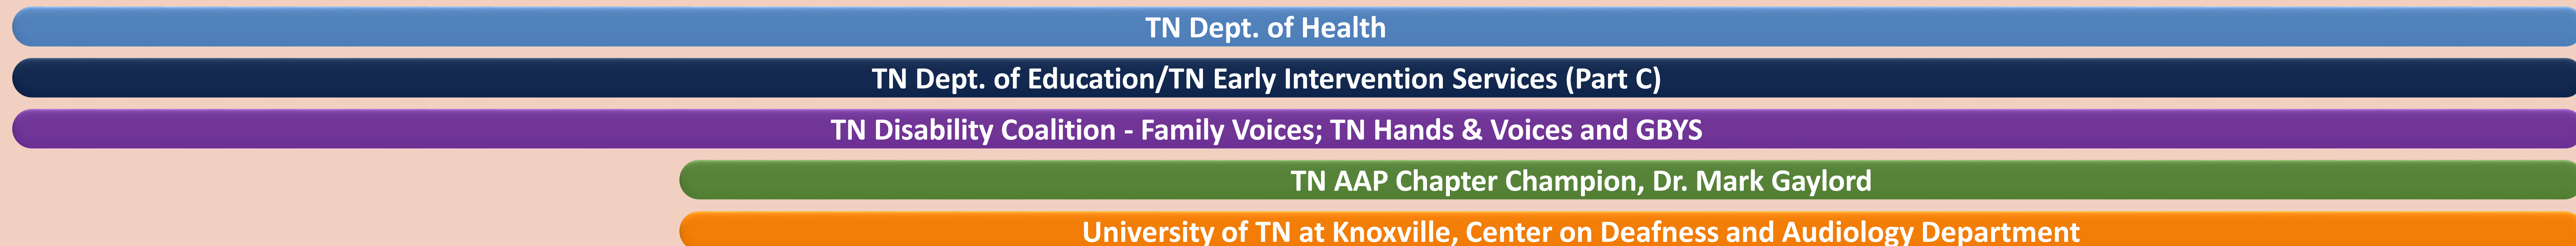 TN Dept. of Health
TN Dept. of Education/TN Early Intervention Services (Part C)
TN Disability Coalition - Family Voices; TN Hands & Voices and GBYS
TN AAP Chapter Champion, Dr. Mark Gaylord
University of TN at Knoxville, Center on Deafness and Audiology Department